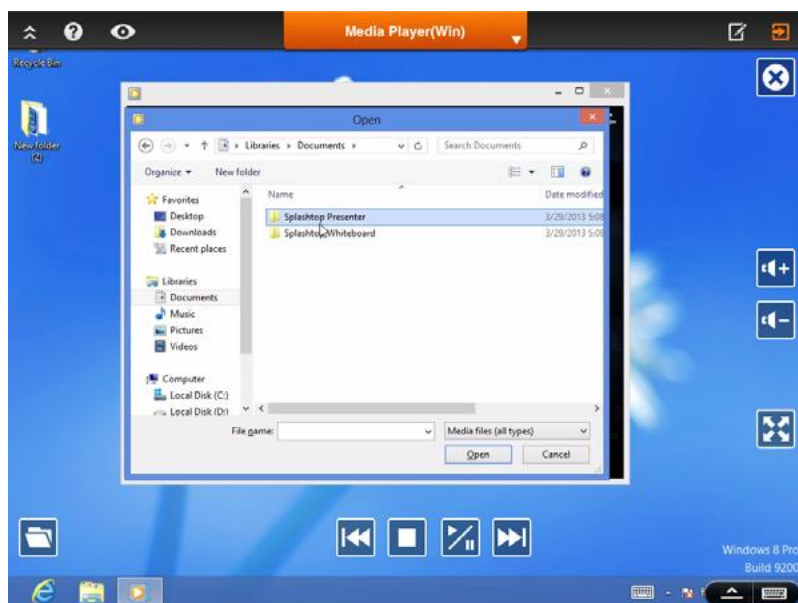 Media Player(Win)
Recycle Bin
New folder
(2)
Open
Libraries
Documents
Search Documents
Organize
New folder
Name
Date modified
Favorites
Desktop
Downloads
Recent places
Splashtop Presenter
3/29/2013 5:08
Splashtop Whiteboard
3/29/2013 5:08
Libraries
Documents
Music
Pictures
Videos
Computer
Local Disk (C:)
Local Disk (D:)
File name:
Media files (all types)
Open
Cancel
Windows 8 Pro
Build 9200